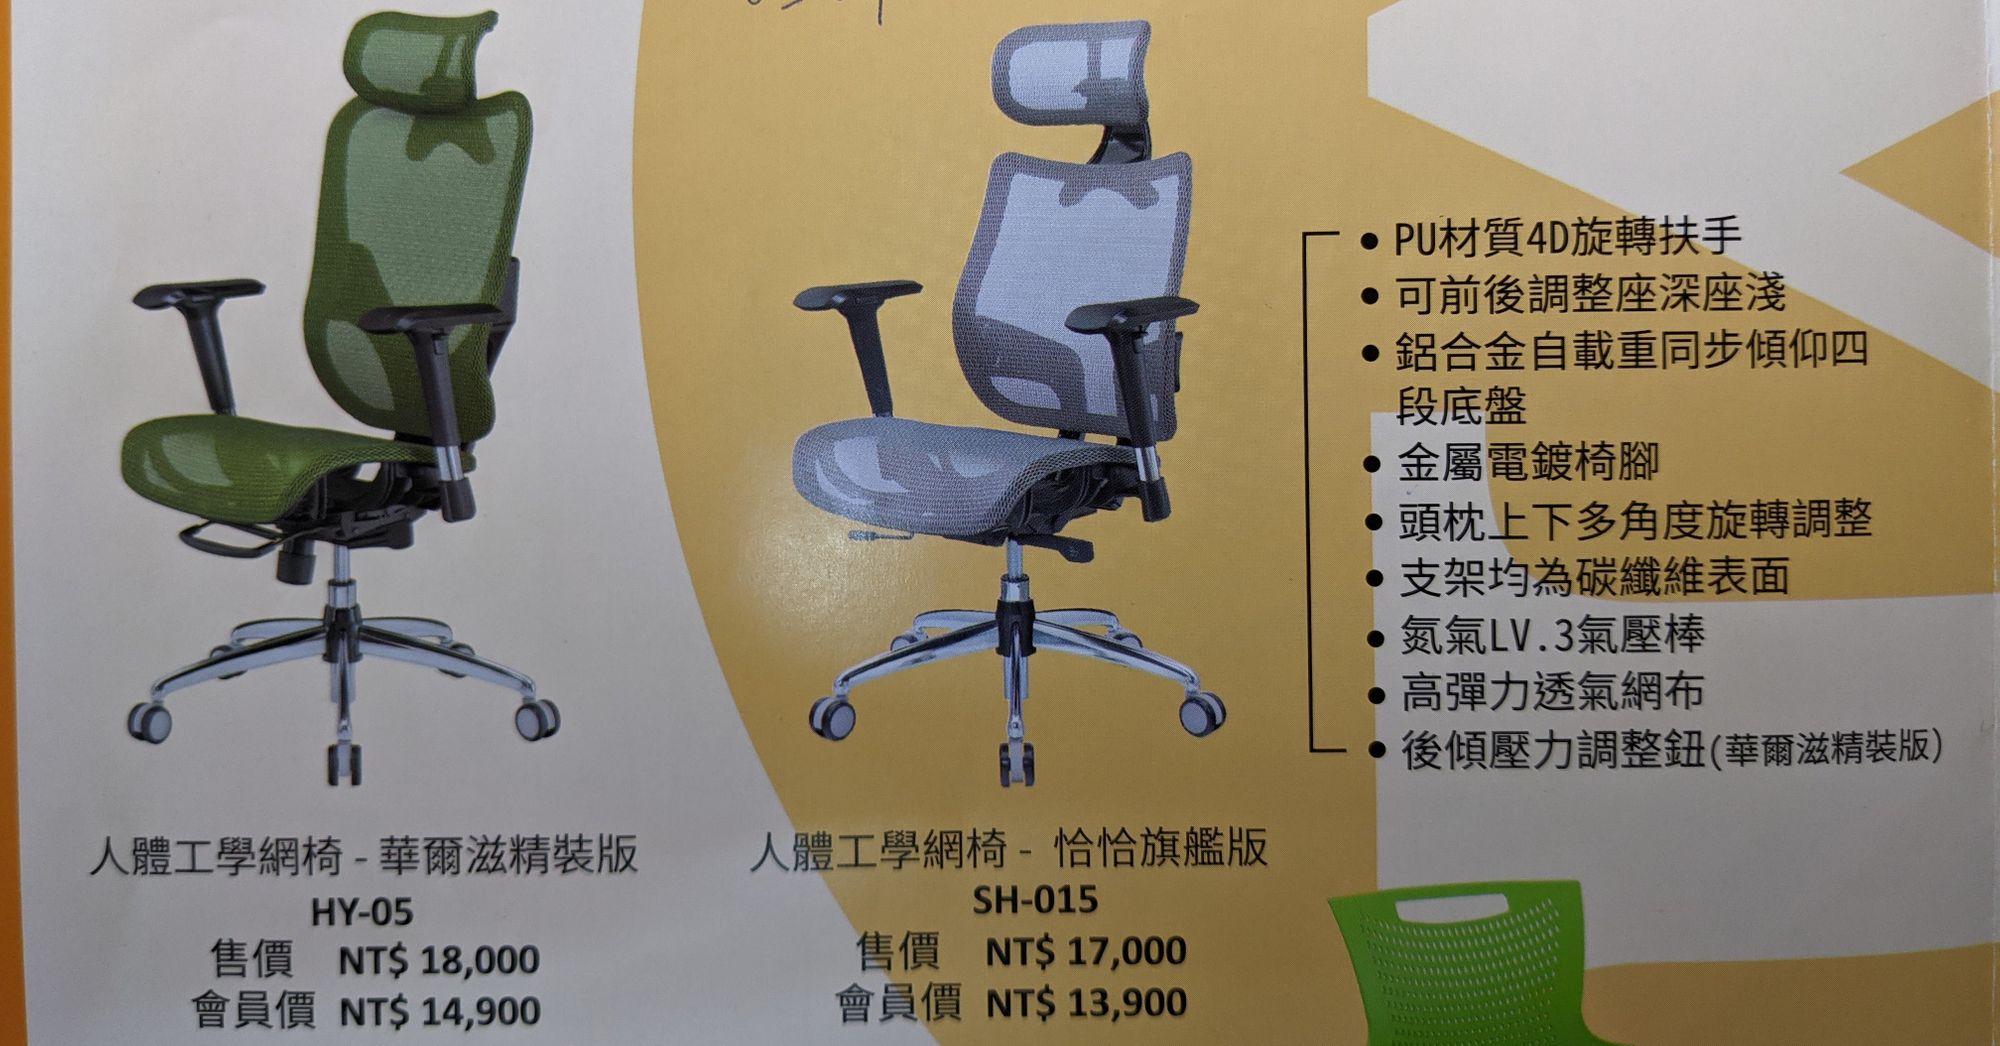 • PU材質4D旋轉扶手
• 可前後調整座深座淺
• 鋁合金自載重同步傾仰四
段底盤
• 金屬電鍍椅腳
• 頭枕上下多角度旋轉調整
• 支架均為碳纖維表面
• 氮氣LV.3氣壓棒
• 高彈力透氣網布
• 後傾壓力調整鈕(華爾滋精裝版)
人體工學網椅 - 華爾滋精裝版
HY-05
售價 NT$ 18,000
會員價 NT$ 14,900
人體工學網椅 - 恰恰旗艦版
SH-015
售價 NT$ 17,000
會員價 NT$ 13,900